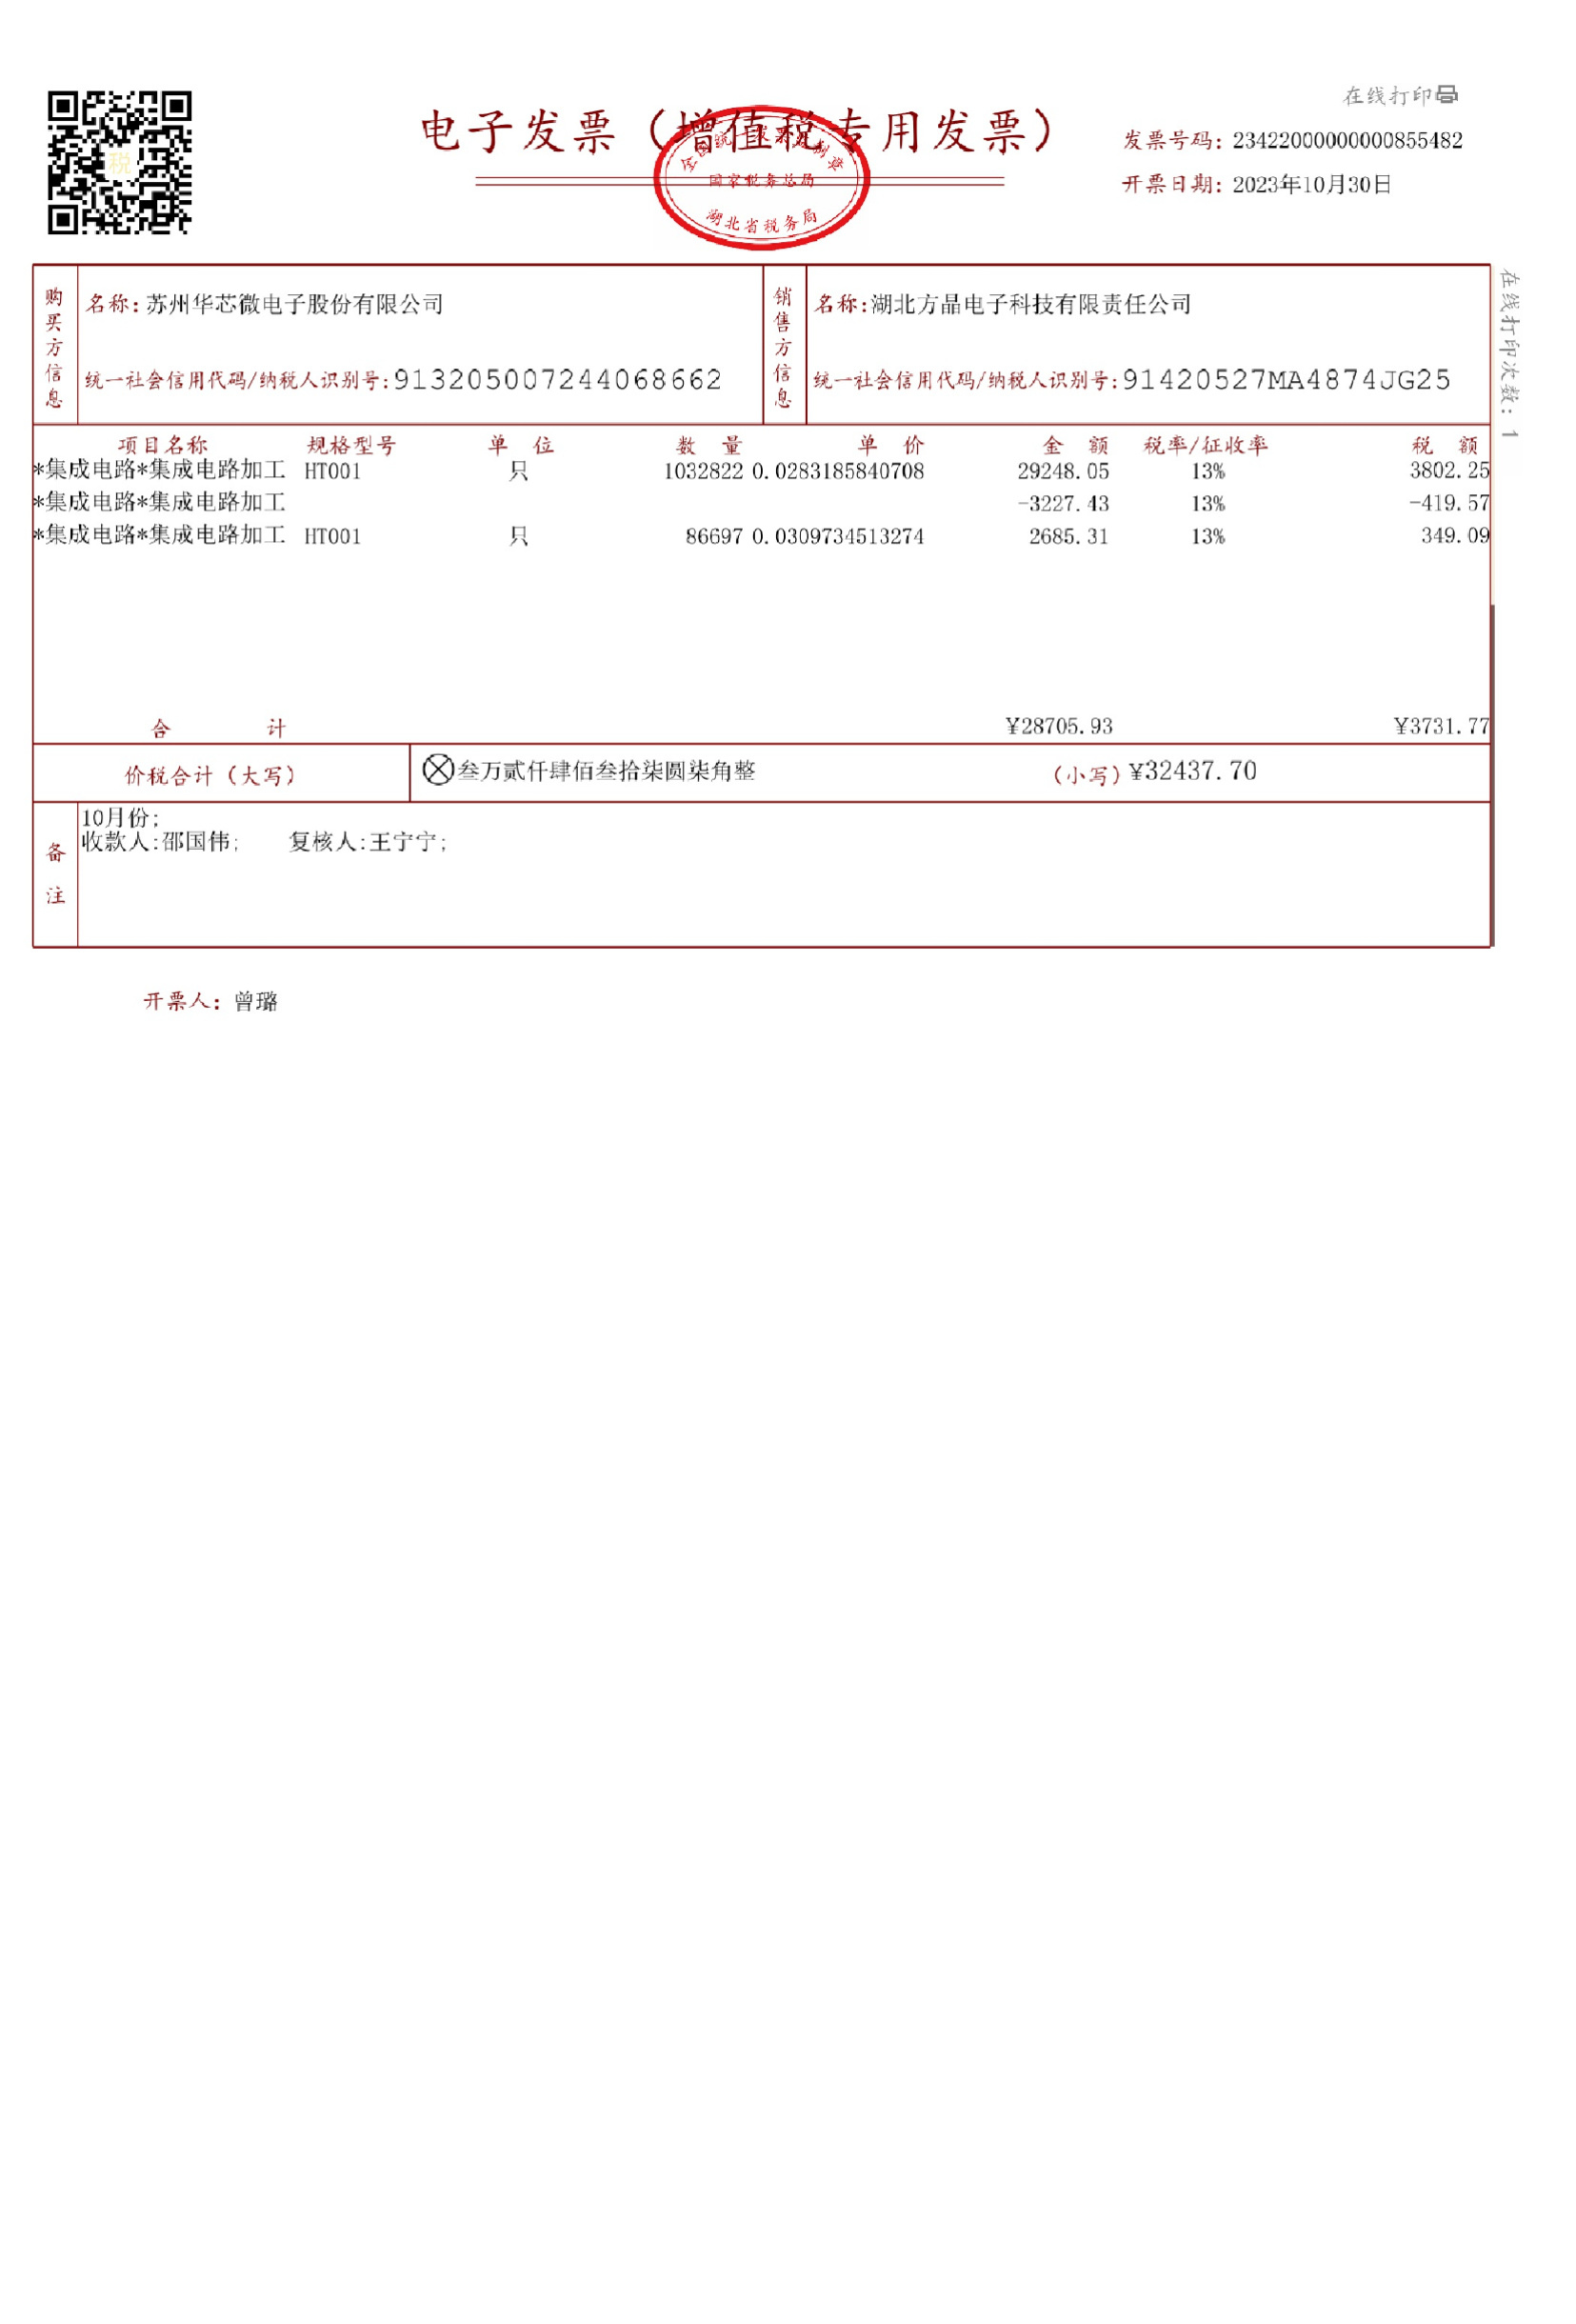 在线打印
电子发票（增值税专用发票）
发票号码：23422000000000855482
开票日期：2023年10月30日
全国统一发票监制章
国家税务总局
湖北省税务局
税
购买方信息
名称：苏州华芯微电子股份有限公司
统一社会信用代码/纳税人识别号：913205007244068662
销售方信息
名称：湖北方晶电子科技有限责任公司
统一社会信用代码/纳税人识别号：91420527MA4874JG25
在线打印次数：1
项目名称 规格型号 单位 数量 单价 金额 税率/征收率 税额
*集成电路*集成电路加工 HT001 只 1032822 0.0283185840708 29248.05 13% 3802.25
*集成电路*集成电路加工 -3227.43 13% -419.57
*集成电路*集成电路加工 HT001 只 86697 0.0309734513274 2685.31 13% 349.09
合计 ¥28705.93 ¥3731.77
价税合计（大写） 叁万贰仟肆佰叁拾柒圆柒角整 （小写）¥32437.70
备注
10月份;
收款人:邵国伟; 复核人:王宁宁;
开票人：曾璐